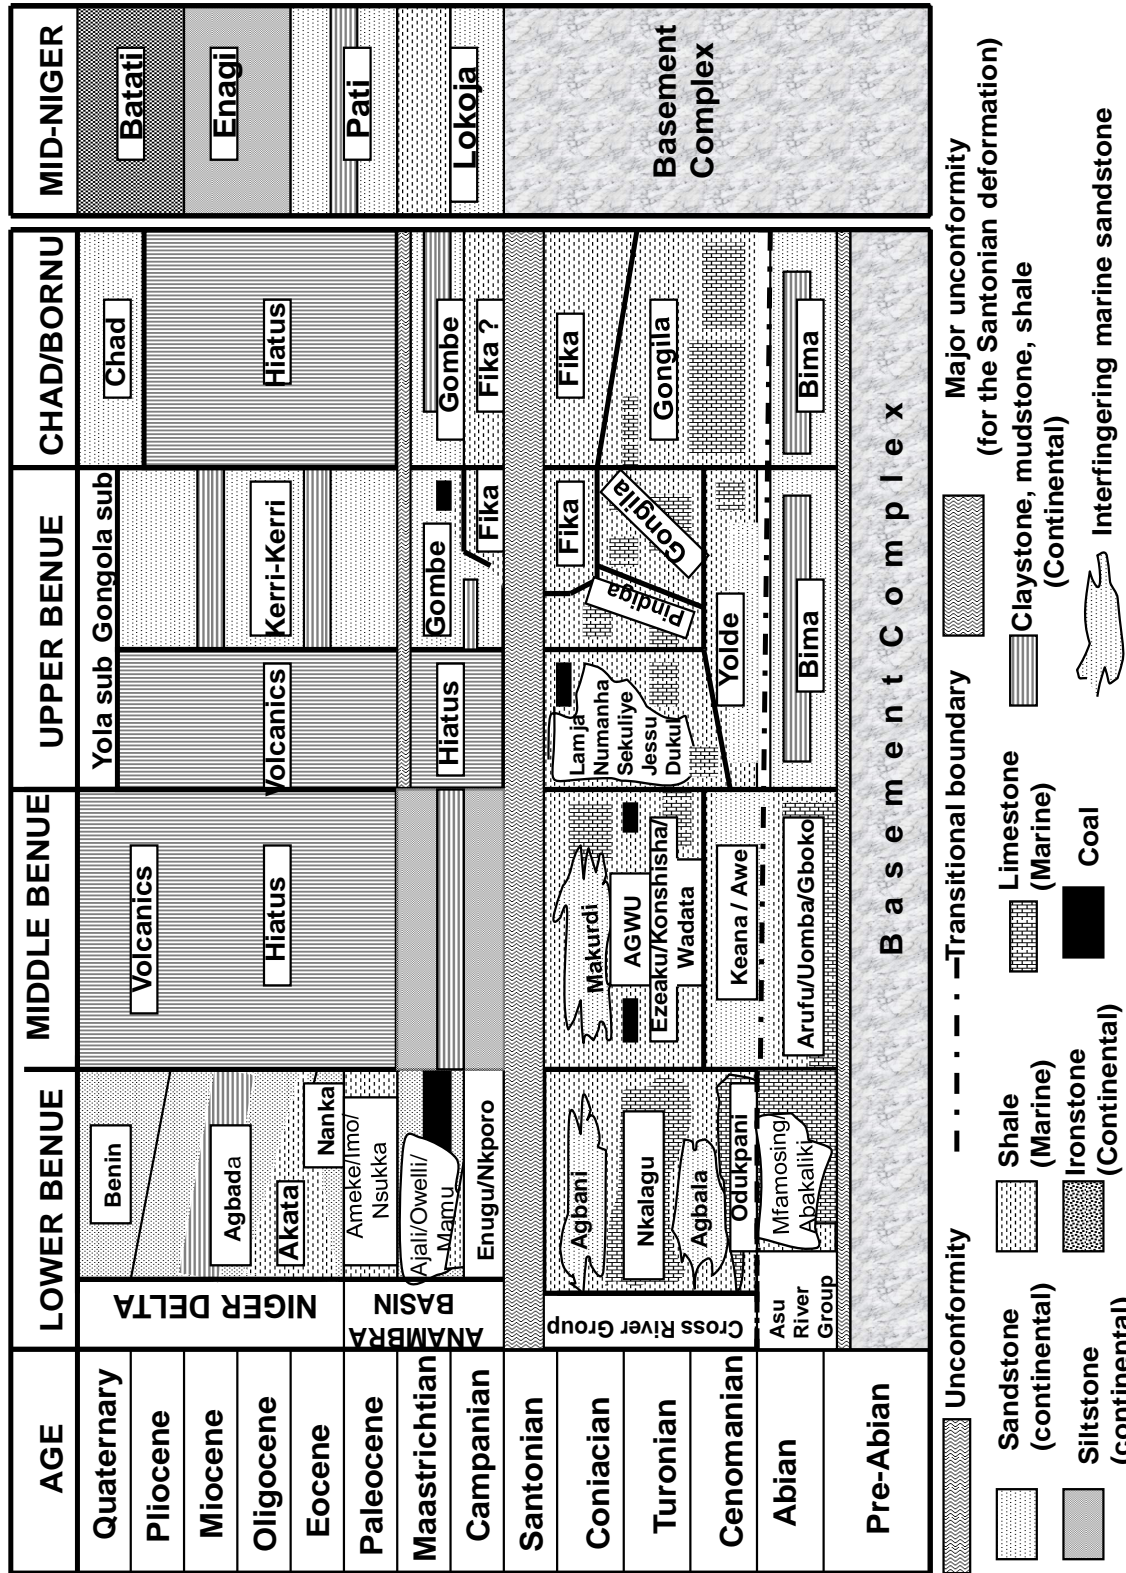 AGE
LOWER BENUE
MIDDLE BENUE
UPPER BENUE
CHAD/BORNU
MID-NIGER
Yola sub
Gongola sub
Quaternary
Pliocene
Miocene
Oligocene
Eocene
Paleocene
Maastrichtian
Campanian
Santonian
Coniacian
Turonian
Cenomanian
Abian
Pre-Abian
NIGER DELTA
ANAMBRA
BASIN
Cross River Group
Asu
River
Group
Benin
Agbada
Akata
Nanka
Ameke/Imo/
Nsukka
Ajali/Owelli/
Mamu
Enugu/Nkporo
Agbani
Nkalagu
Agbala
Odukpani
Mfamosing/
Abakaliki
Volcanics
Hiatus
Makurdi
AGWU
Ezeaku/Konshisha/
Wadata
Keana / Awe
Arufu/Uomba/Gboko
Volcanics
Hiatus
Lamja
Numanha
Sekuliye
Jessu
Dukul
Kerri-Kerri
Gombe
Fika
Fika
Pindiga
Gongila
Yolde
Bima
Chad
Hiatus
Gombe
Fika ?
Fika
Gongila
Bima
Basement Complex
Batati
Enagi
Pati
Lokoja
Basement
Complex
Unconformity
Transitional boundary
Major unconformity
(for the Santonian deformation)
Sandstone
(continental)
Shale
(Marine)
Limestone
(Marine)
Claystone, mudstone, shale
(Continental)
Siltstone
(continental)
Ironstone
(Continental)
Coal
Interfingering marine sandstone